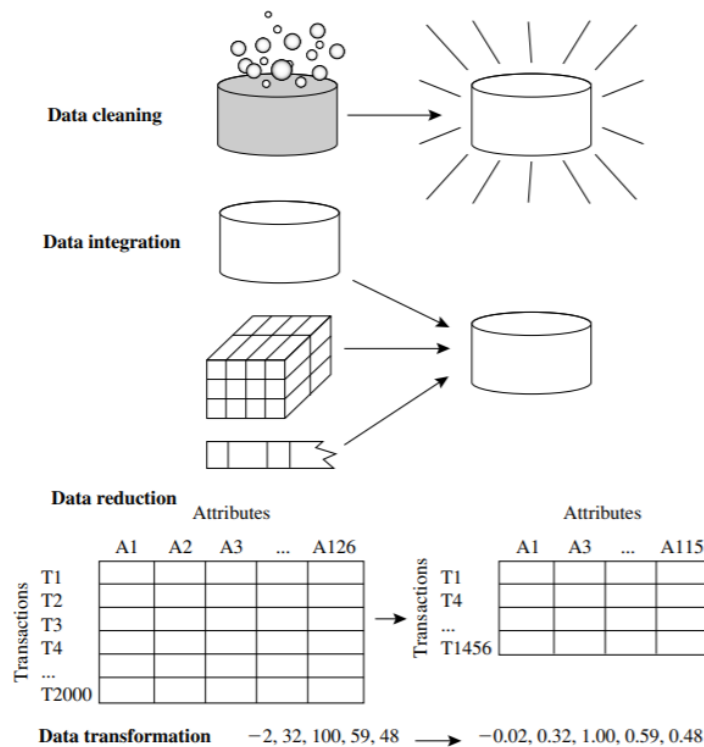 Data cleaning
Data integration
Data reduction
Attributes
A1 A2 A3 ... A126
Transactions
T1
T2
T3
T4
...
T2000
Attributes
A1 A3 ... A115
Transactions
T1
T4
...
T1456
Data transformation −2, 32, 100, 59, 48 −0.02, 0.32, 1.00, 0.59, 0.48